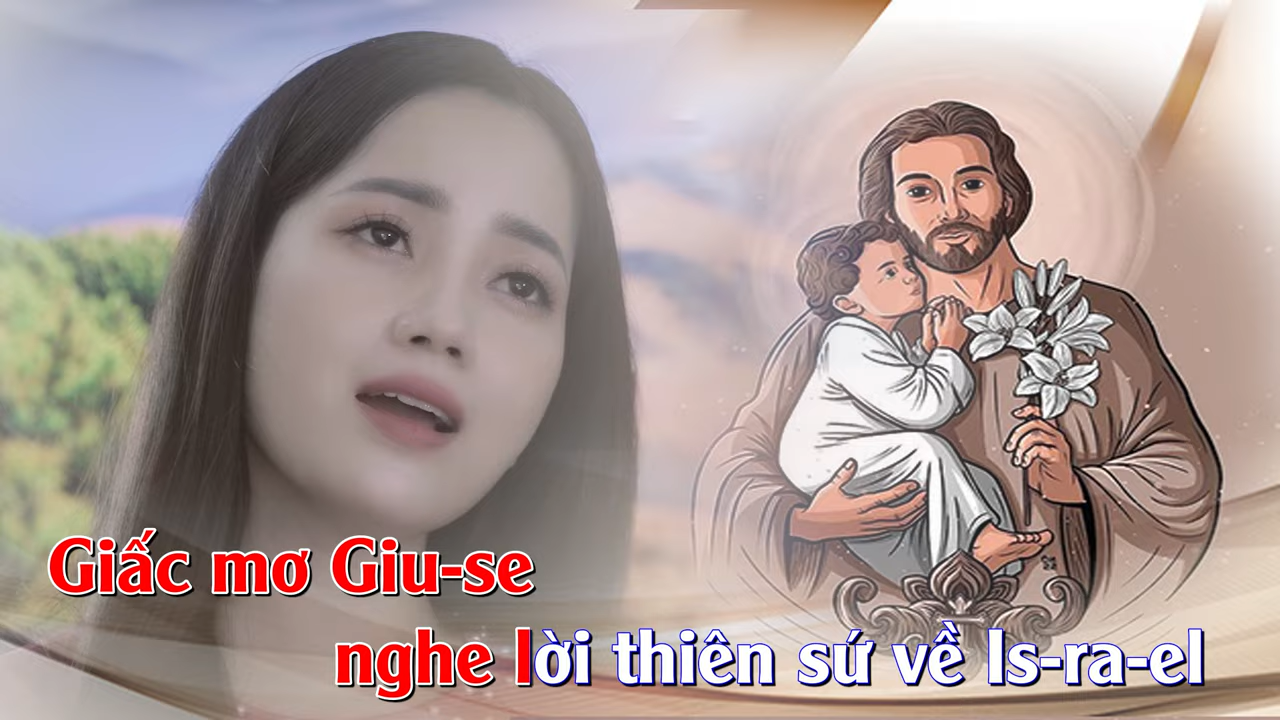 Giấc mơ Giu-se
nghe lời thiên sứ về Is-ra-el